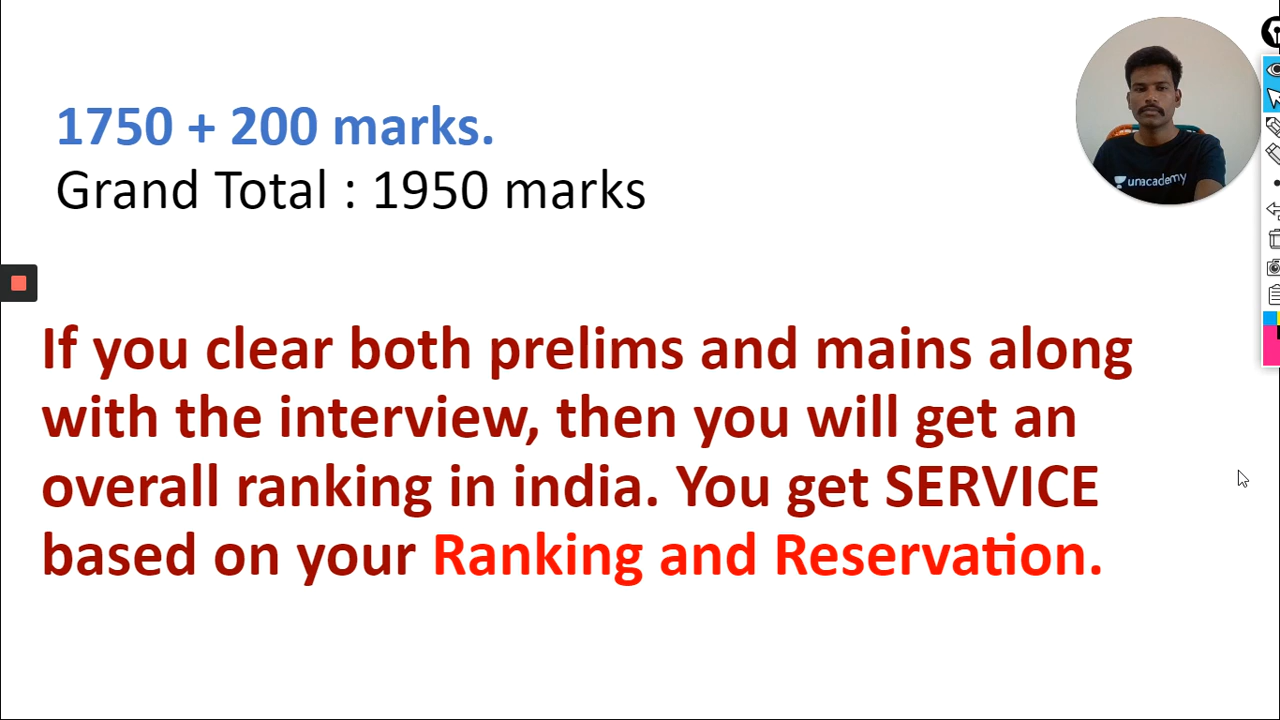 1750 + 200 marks.
Grand Total : 1950 marks
unacademy
If you clear both prelims and mains along
with the interview, then you will get an
overall ranking in india. You get SERVICE
based on your Ranking and Reservation.